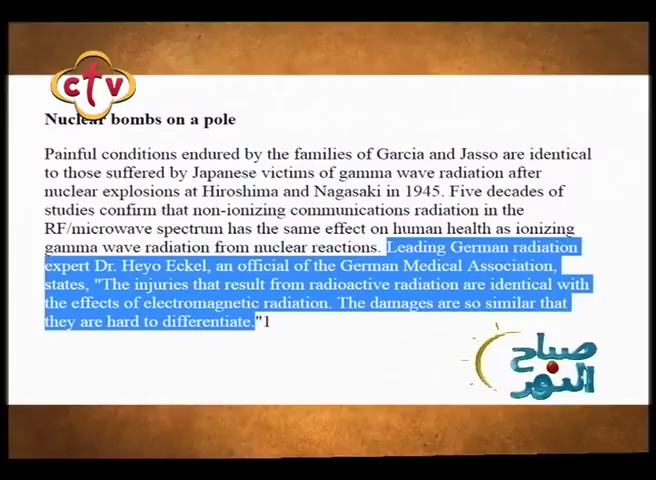 CTV
Nuclear bombs on a pole
Painful conditions endured by the families of Garcia and Jasso are identical
to those suffered by Japanese victims of gamma wave radiation after
nuclear explosions at Hiroshima and Nagasaki in 1945. Five decades of
studies confirm that non-ionizing communications radiation in the
RF/microwave spectrum has the same effect on human health as ionizing
gamma wave radiation from nuclear reactions. Leading German radiation
expert Dr. Heyo Eckel, an official of the German Medical Association,
states, "The injuries that result from radioactive radiation are identical with
the effects of electromagnetic radiation. The damages are so similar that
they are hard to differentiate."1
صباح
النور